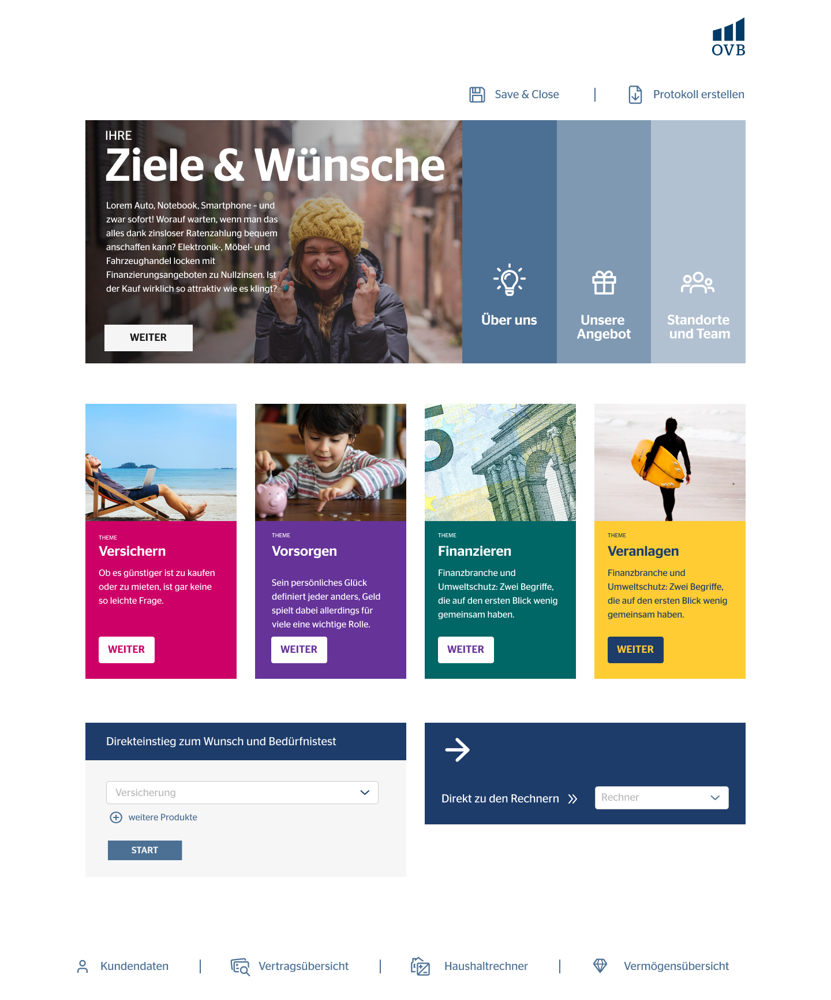 OVB
Save & Close
Protokoll erstellen
IHRE
Ziele & Wünsche
Lorem Auto, Notebook, Smartphone – und
zwar sofort! Worauf warten, wenn man das
alles dank zinsloser Ratenzahlung bequem
anschaffen kann? Elektronik-, Möbel- und
Fahrzeughandel locken mit
Finanzierungsangeboten zu Nullzinsen. Ist
der Kauf wirklich so attraktiv wie es klingt?
WEITER
Über uns
Unsere
Angebot
Standorte
und Team
THEME
Versichern
Ob es günstiger ist zu kaufen
oder zu mieten, ist gar keine
so leichte Frage.
WEITER
THEME
Vorsorgen
Sein persönliches Glück
definiert jeder anders, Geld
spielt dabei allerdings für
viele eine wichtige Rolle.
WEITER
THEME
Finanzieren
Finanzbranche und
Umweltschutz: Zwei Begriffe,
die auf den ersten Blick wenig
gemeinsam haben.
WEITER
THEME
Veranlagen
Finanzbranche und
Umweltschutz: Zwei Begriffe,
die auf den ersten Blick wenig
gemeinsam haben.
WEITER
Direkteinstieg zum Wunsch und Bedürfnistest
Versicherung
weitere Produkte
START
Direkt zu den Rechnern
Rechner
Kundendaten
Vertragsübersicht
Haushaltrechner
Vermögensübersicht